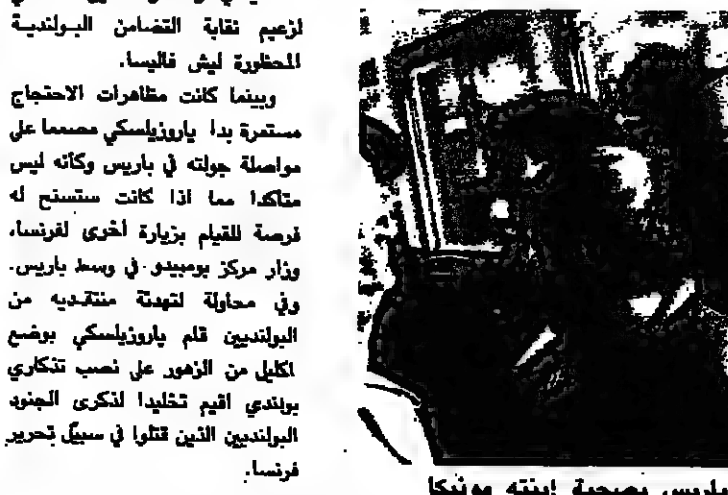 لزعيم نقابة التضامن البولندية
المحظورة ليش فاليسا.
وبينما كانت مظاهرات الاحتجاج
مستمرة بدا ياروزيلسكي مصمما على
مواصلة جولته في باريس وكأنه ليس
متاكدا مما اذا كانت ستسنح له
فرصة للقيام بزيارة أخرى لفرنسا،
وزار مركز بومبيدو في وسط باريس.
وفي محاولة لتهدئة منتقديه من
البولنديين قام ياروزيلسكي بوضع
اكليل من الزهور على نصب تذكاري
بولندي اقيم تخليدا لذكرى الجنود
البولنديين الذين قتلوا في سبيل تحرير
فرنسا.
باريس بصحبة إبنته مونيكا